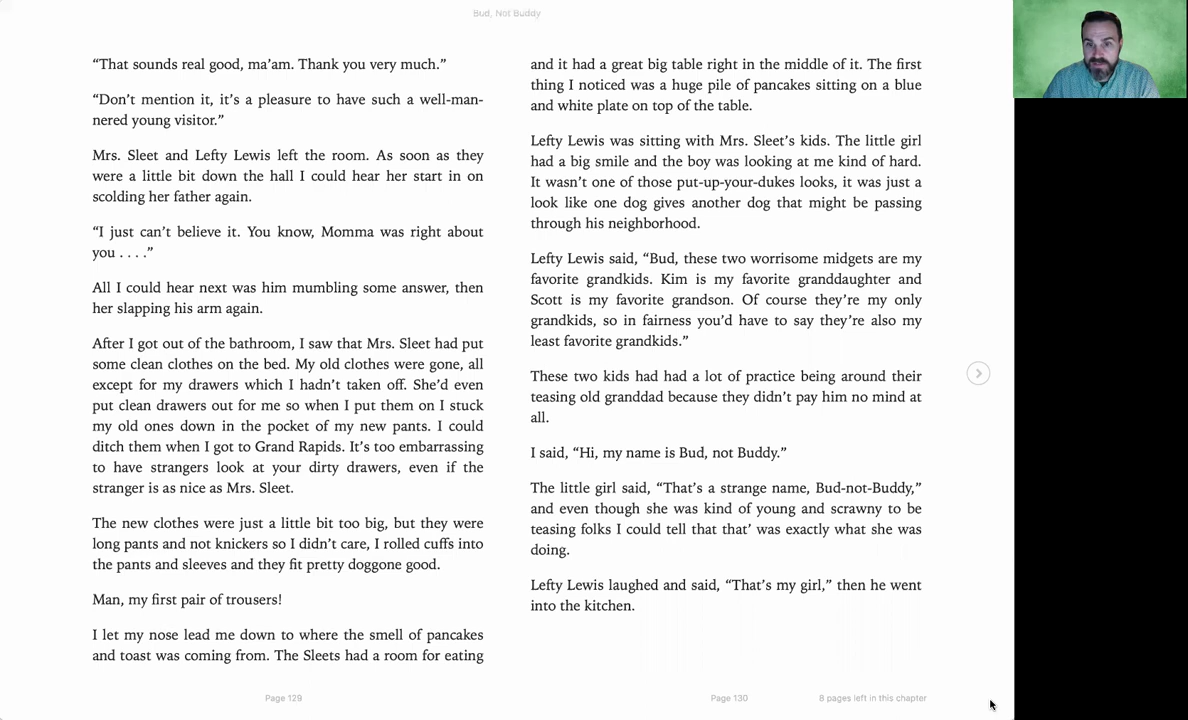 Bud, Not Buddy
“That sounds real good, ma’am. Thank you very much.”
“Don’t mention it, it’s a pleasure to have such a well-man-
nered young visitor.”
Mrs. Sleet and Lefty Lewis left the room. As soon as they
were a little bit down the hall I could hear her start in on
scolding her father again.
“I just can’t believe it. You know, Momma was right about
you . . . .”
All I could hear next was him mumbling some answer, then
her slapping his arm again.
After I got out of the bathroom, I saw that Mrs. Sleet had put
some clean clothes on the bed. My old clothes were gone, all
except for my drawers which I hadn’t taken off. She’d even
put clean drawers out for me so when I put them on I stuck
my old ones down in the pocket of my new pants. I could
ditch them when I got to Grand Rapids. It’s too embarrassing
to have strangers look at your dirty drawers, even if the
stranger is as nice as Mrs. Sleet.
The new clothes were just a little bit too big, but they were
long pants and not knickers so I didn’t care, I rolled cuffs into
the pants and sleeves and they fit pretty doggone good.
Man, my first pair of trousers!
I let my nose lead me down to where the smell of pancakes
and toast was coming from. The Sleets had a room for eating
Page 129
and it had a great big table right in the middle of it. The first
thing I noticed was a huge pile of pancakes sitting on a blue
and white plate on top of the table.
Lefty Lewis was sitting with Mrs. Sleet’s kids. The little girl
had a big smile and the boy was looking at me kind of hard.
It wasn’t one of those put-up-your-dukes looks, it was just a
look like one dog gives another dog that might be passing
through his neighborhood.
Lefty Lewis said, “Bud, these two worrisome midgets are my
favorite grandkids. Kim is my favorite granddaughter and
Scott is my favorite grandson. Of course they’re my only
grandkids, so in fairness you’d have to say they’re also my
least favorite grandkids.”
These two kids had had a lot of practice being around their
teasing old granddad because they didn’t pay him no mind at
all.
I said, “Hi, my name is Bud, not Buddy.”
The little girl said, “That’s a strange name, Bud-not-Buddy,”
and even though she was kind of young and scrawny to be
teasing folks I could tell that that’ was exactly what she was
doing.
Lefty Lewis laughed and said, “That’s my girl,” then he went
into the kitchen.
Page 130
8 pages left in this chapter